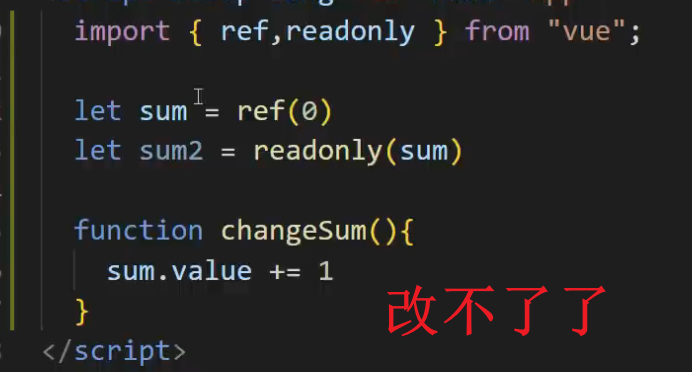 import { ref,readonly } from "vue";
let sum = ref(0)
let sum2 = readonly(sum)
function changeSum(){
sum.value += 1
改不了了
}
</script>